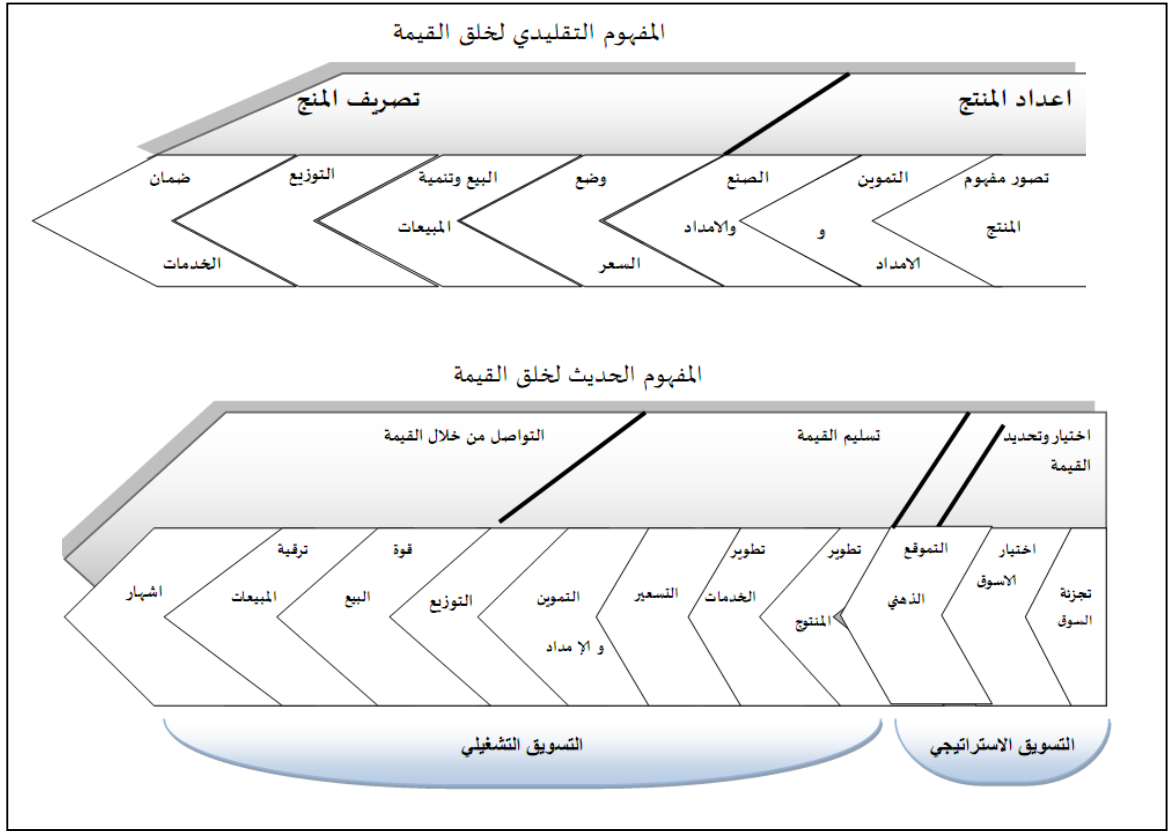 المفهوم التقليدي لخلق القيمة
اعداد المنتج
تصريف المنج
تصور مفهوم
المنتج
التموين
و
الامداد
الصنع
والامداد
وضع
السعر
البيع وتنمية
المبيعات
التوزيع
ضمان
الخدمات
المفهوم الحديث لخلق القيمة
اختيار وتحديد
القيمة
تسليم القيمة
التواصل من خلال القيمة
تجزئة
السوق
اختيار
الاسوق
التموقع
الذهني
تطوير
المنتوج
تطوير
الخدمات
التسعير
التموين
و الإ مداد
التوزيع
قوة
البيع
ترقية
المبيعات
اشهار
التسويق الاستراتيجي
التسويق التشغيلي